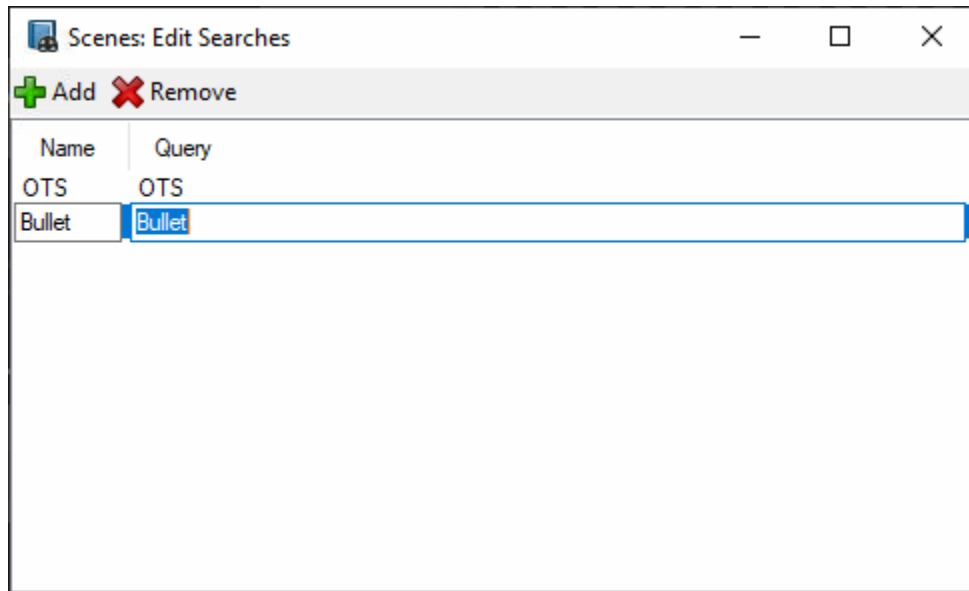 Scenes: Edit Searches
Add Remove
Name Query
OTS OTS
Bullet Bullet